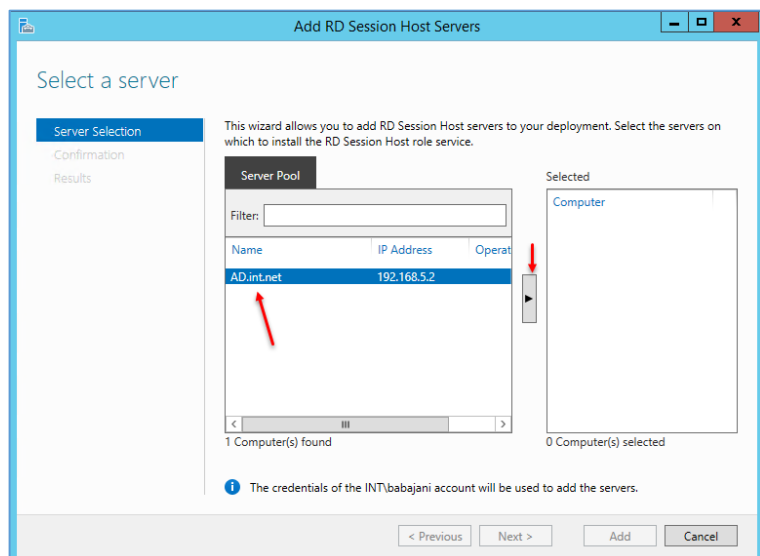 Add RD Session Host Servers
Select a server
Server Selection
Confirmation
Results
This wizard allows you to add RD Session Host servers to your deployment. Select the servers on
which to install the RD Session Host role service.
Server Pool
Filter:
Name IP Address Operat
AD.int.net 192.168.5.2
1 Computer(s) found
Selected
Computer
0 Computer(s) selected
The credentials of the INT\babajani account will be used to add the servers.
< Previous Next > Add Cancel